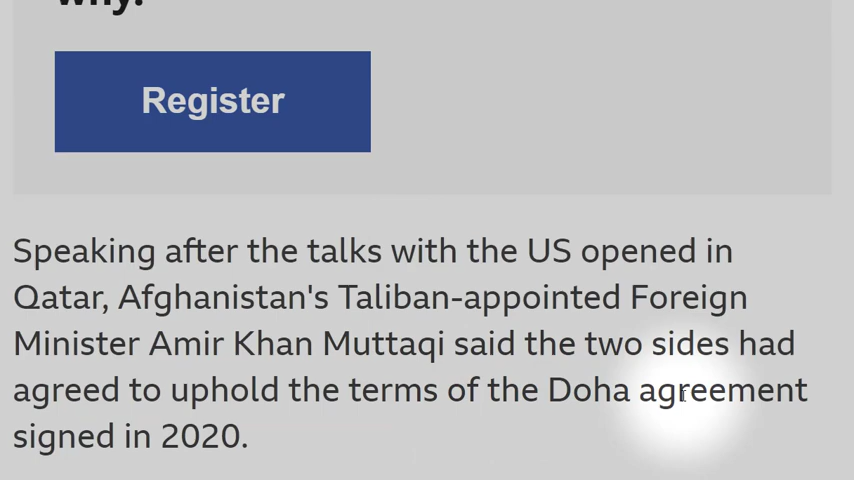 why.
Register
Speaking after the talks with the US opened in
Qatar, Afghanistan's Taliban-appointed Foreign
Minister Amir Khan Muttaqi said the two sides had
agreed to uphold the terms of the Doha agreement
signed in 2020.